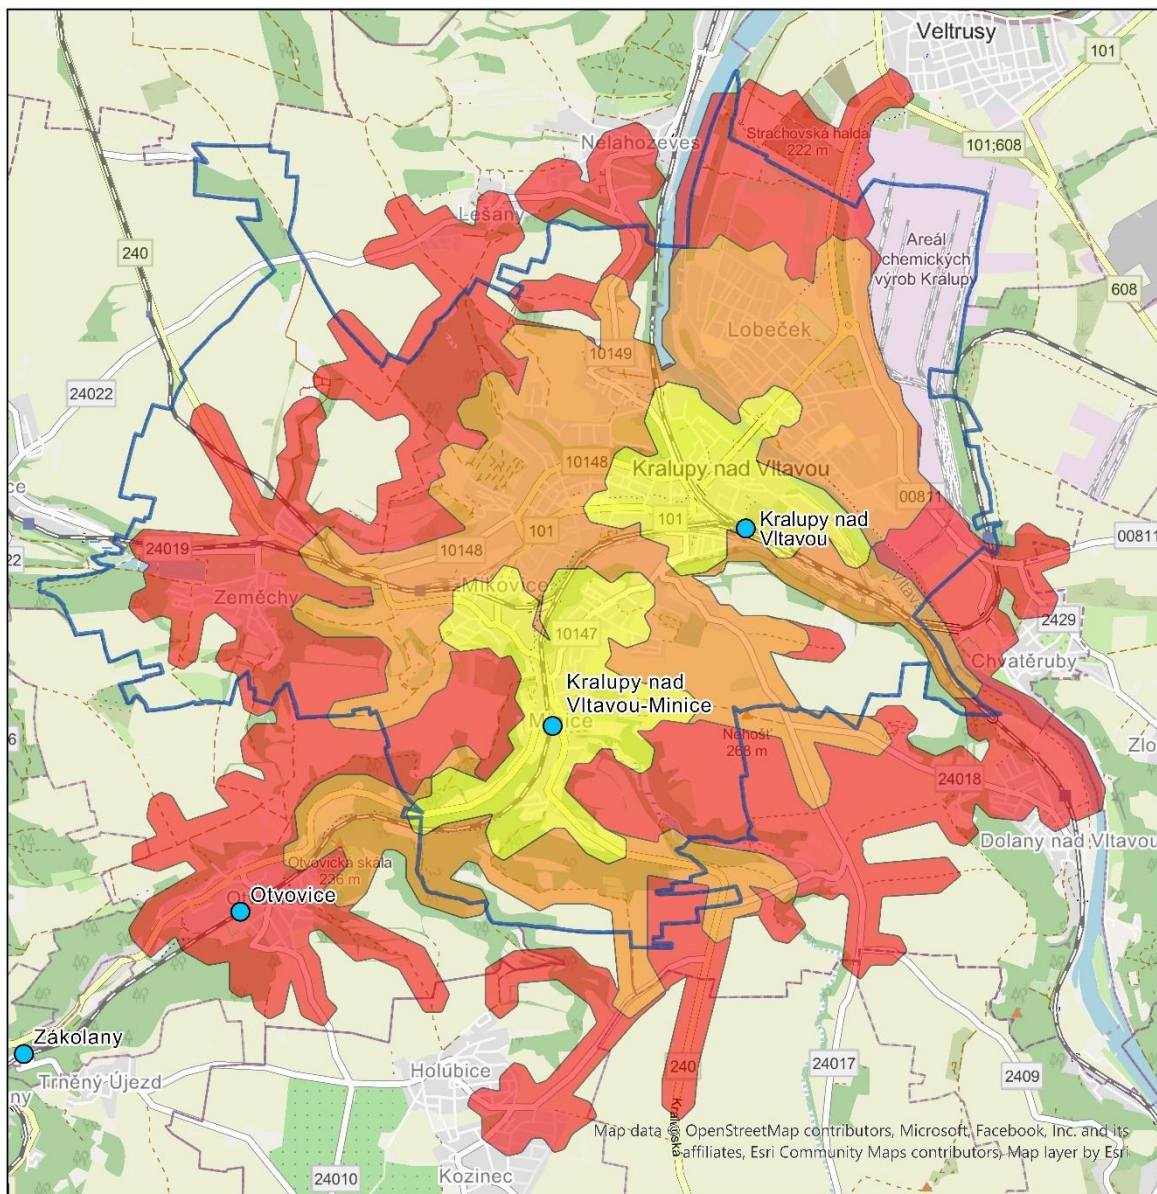 Veltrusy
101
Strachovská halda
222 m
101;608
Nelahozeves
Lešany
240
Areál
chemických
výrob Kralupy
608
Lobeček
10149
24022
Kralupy nad Vltavou
10148
00811
101
101
Kralupy nad
Vltavou
00811
24019
10148
Mikovice
Zeměchy
10147
2429
Chvatěruby
Kralupy nad
Vltavou-Minice
Nehošť
268 m
24018
Dolany nad Vltavou
Otvovická skála
236 m
Otvovice
Zákolany
Trněný Újezd
Holubice
240
24017
2409
24010
Kozinec
Map data © OpenStreetMap contributors, Microsoft, Facebook, Inc. and its
affiliates, Esri Community Maps contributors, Map layer by Esri